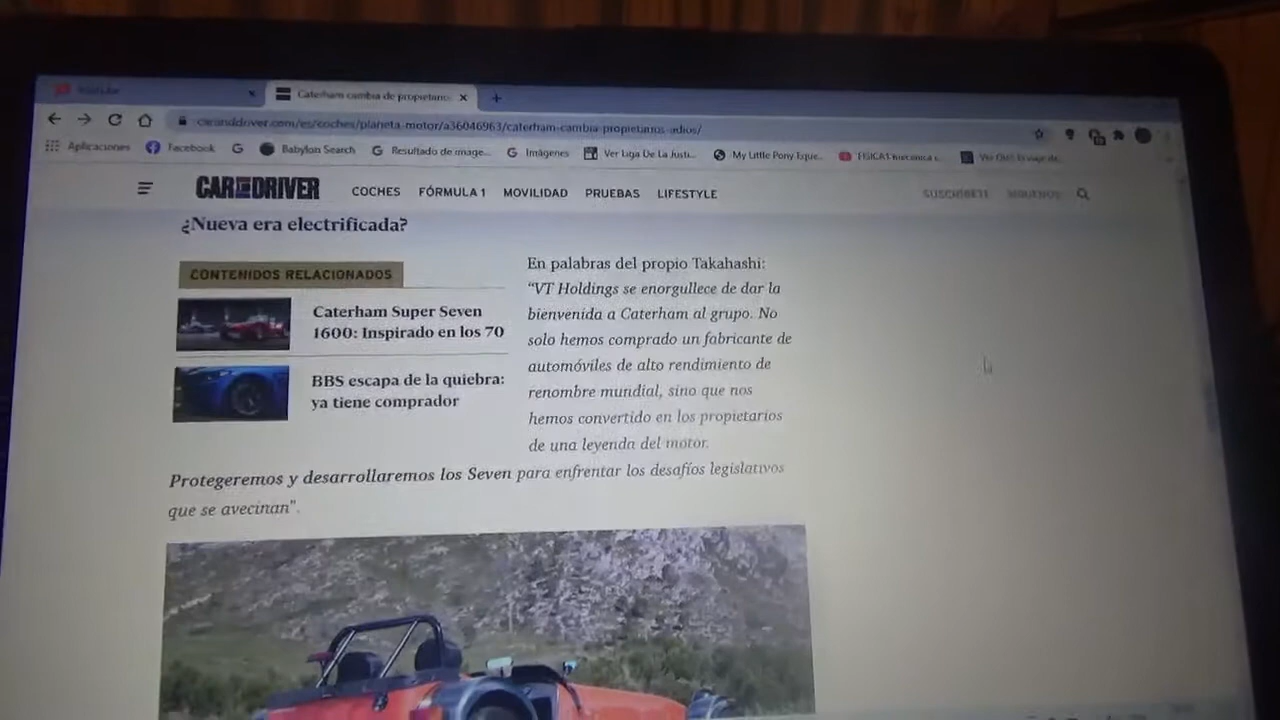 YouTube
Caterham cambia de propietario
caranddriver.com/es/coches/planeta-motor/a36046963/caterham-cambia-propietarios-adios/
Aplicaciones Facebook Babylon Search Resultado de image... Imágenes Ver Liga De La Justi... My Little Pony Eque...
CAR AND DRIVER COCHES FÓRMULA 1 MOVILIDAD PRUEBAS LIFESTYLE SUSCRÍBETE SÍGUENOS
¿Nueva era electrificada?
CONTENIDOS RELACIONADOS
Caterham Super Seven
1600: Inspirado en los 70
BBS escapa de la quiebra:
ya tiene comprador
En palabras del propio Takahashi:
“VT Holdings se enorgullece de dar la
bienvenida a Caterham al grupo. No
solo hemos comprado un fabricante de
automóviles de alto rendimiento de
renombre mundial, sino que nos
hemos convertido en los propietarios
de una leyenda del motor.
Protegeremos y desarrollaremos los Seven para enfrentar los desafíos legislativos
que se avecinan”.